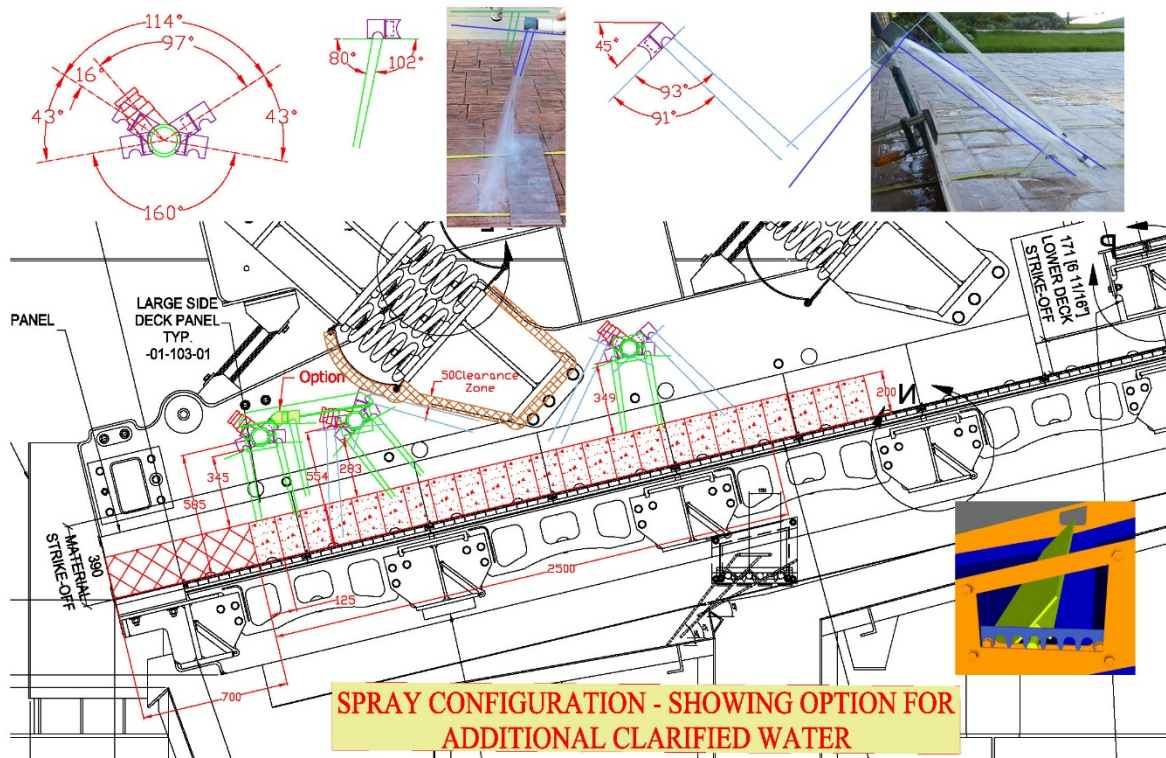 114°
97°
16°
43°
43°
160°
80°
102°
45°
93°
91°
LARGE SIDE
DECK PANEL
TYP.
-01-103-01
PANEL
Option
50Clearance
Zone
171 [6 11/16"]
LOWER DECK
STRIKE-OFF
200
N
349
345
585
554
283
390
MATERIAL
STRIKE-OFF
2500
125
700
SPRAY CONFIGURATION - SHOWING OPTION FOR
ADDITIONAL CLARIFIED WATER